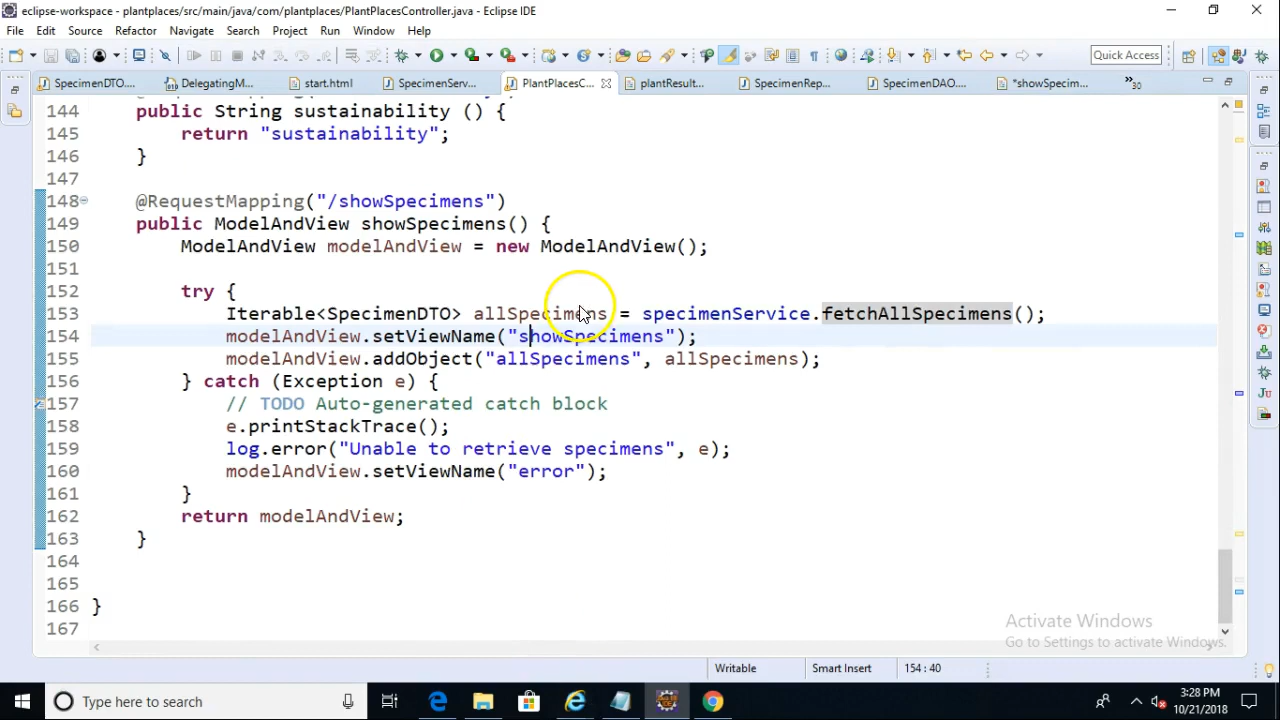 eclipse-workspace - plantplaces/src/main/java/com/plantplaces/PlantPlacesController.java - Eclipse IDE
File Edit Source Refactor Navigate Search Project Run Window Help
Quick Access
SpecimenDTO.... DelegatingM... start.html SpecimenServ... PlantPlacesC... plantResult... SpecimenRep... SpecimenDAO.... *showSpecim... »30
144 public String sustainability () {
145 return "sustainability";
146 }
147
148 @RequestMapping("/showSpecimens")
149 public ModelAndView showSpecimens() {
150 ModelAndView modelAndView = new ModelAndView();
151
152 try {
153 Iterable<SpecimenDTO> allSpecimens = specimenService.fetchAllSpecimens();
154 modelAndView.setViewName("showSpecimens");
155 modelAndView.addObject("allSpecimens", allSpecimens);
156 } catch (Exception e) {
157 // TODO Auto-generated catch block
158 e.printStackTrace();
159 log.error("Unable to retrieve specimens", e);
160 modelAndView.setViewName("error");
161 }
162 return modelAndView;
163 }
164
165
166 }
167
Activate Windows
Go to Settings to activate Windows.
Writable Smart Insert 154 : 40
Type here to search
3:28 PM
10/21/2018